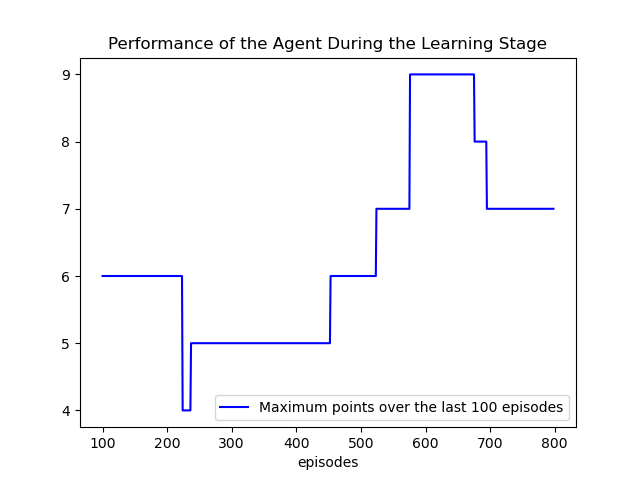 Performance of the Agent During the Learning Stage
9
8
7
6
5
4
Maximum points over the last 100 episodes
100 200 300 400 500 600 700 800
episodes